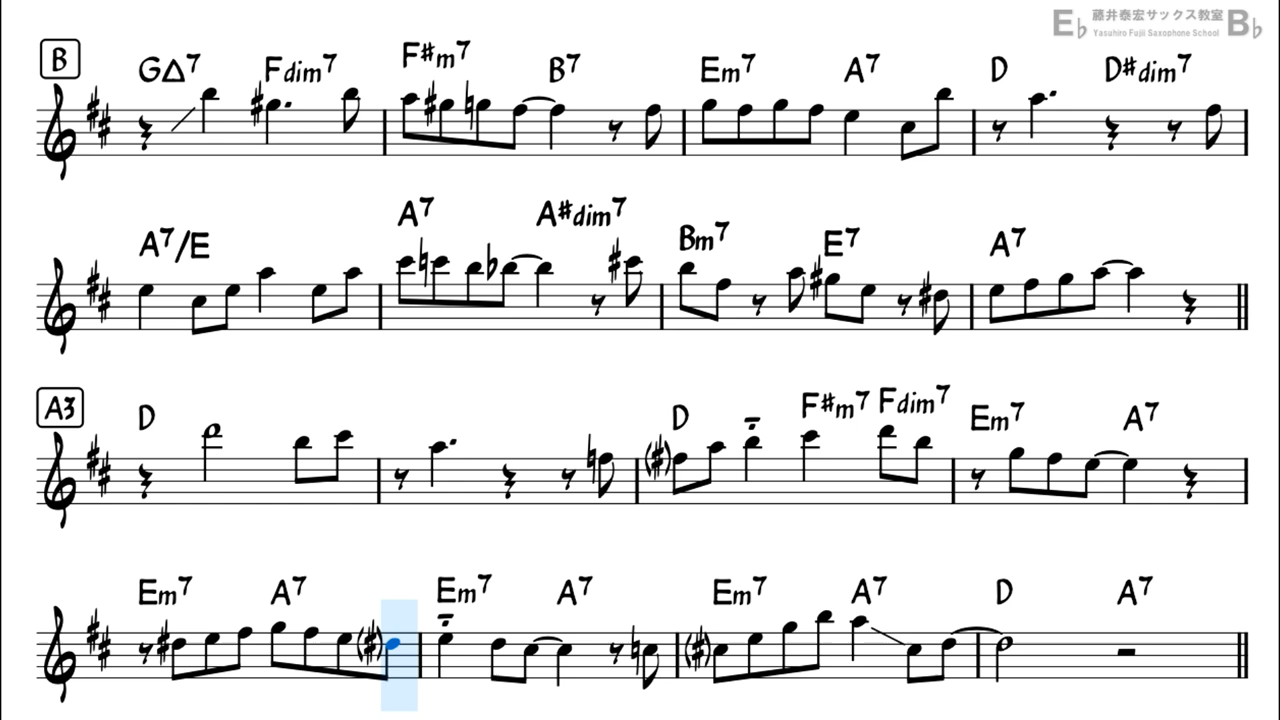 E♭ 藤井泰宏サックス教室 B♭
Yasuhiro Fujii Saxophone School
B
G△7 Fdim7 F#m7 B7 Em7 A7 D D#dim7
A7/E A7 A#dim7 Bm7 E7 A7
A3
D D F#m7 Fdim7 Em7 A7
Em7 A7 Em7 A7 Em7 A7 D A7